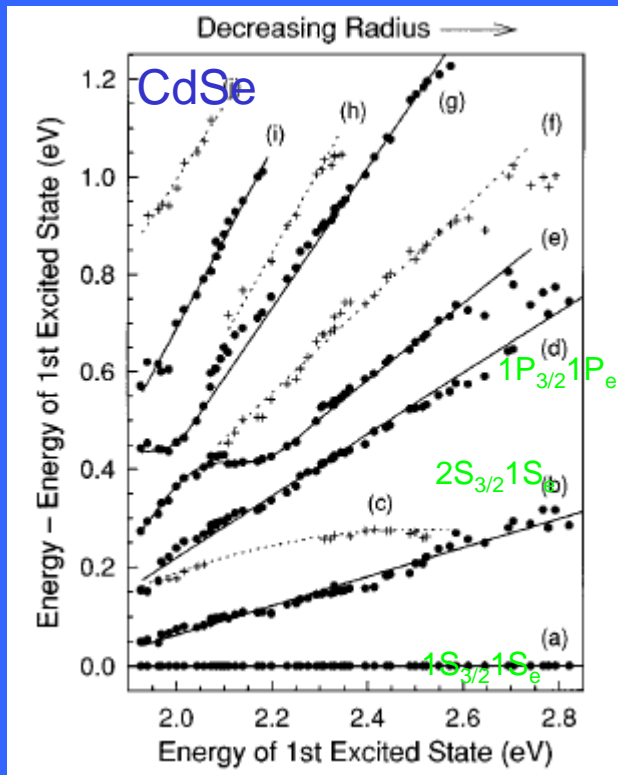 Decreasing Radius →
CdSe
(i)
(h)
(g)
(f)
(e)
(d)
1P3/21Pe
2S3/21Se
(b)
(c)
(a)
1S3/21Se
1.2
1.0
0.8
0.6
0.4
0.2
0.0
Energy – Energy of 1st Excited State (eV)
2.0 2.2 2.4 2.6 2.8
Energy of 1st Excited State (eV)